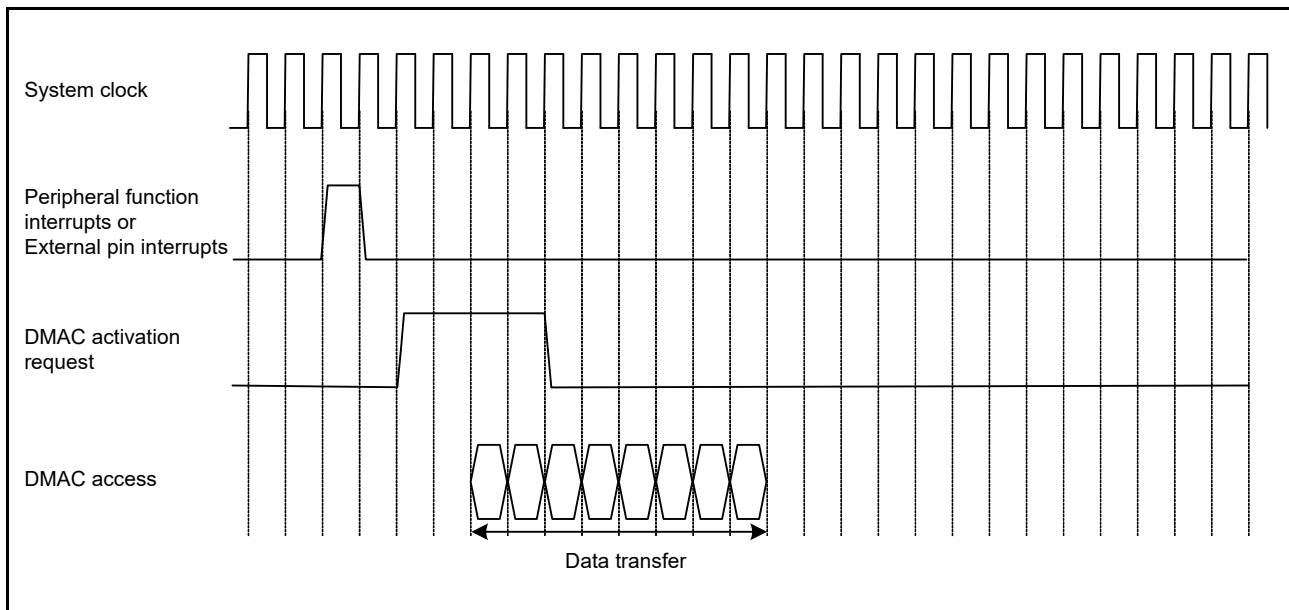 System clock
Peripheral function
interrupts or
External pin interrupts
DMAC activation
request
DMAC access
Data transfer